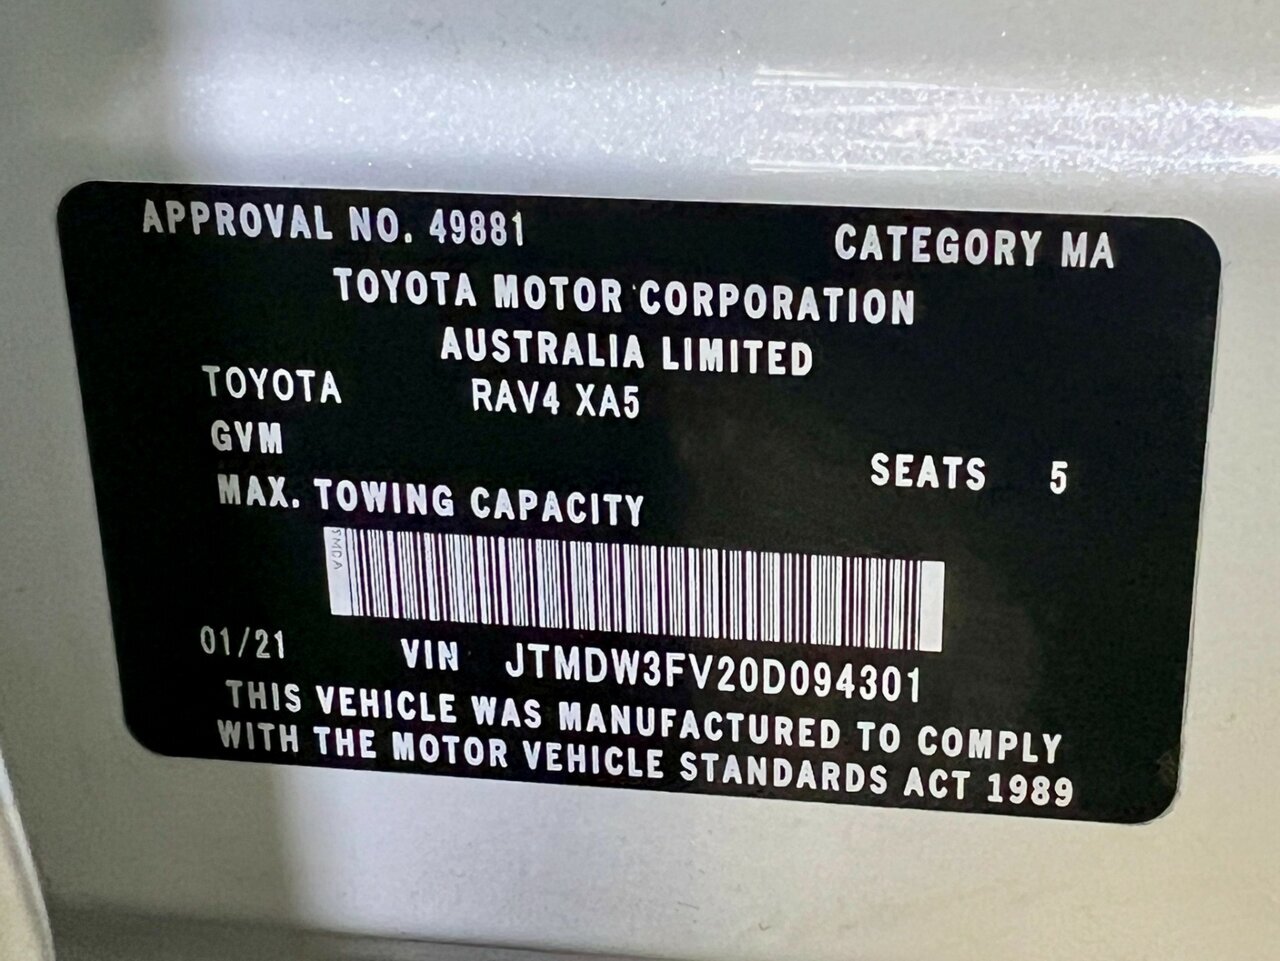 APPROVAL NO. 49881 CATEGORY MA
TOYOTA MOTOR CORPORATION
AUSTRALIA LIMITED
TOYOTA RAV4 XA5
GVM SEATS 5
MAX. TOWING CAPACITY
01/21 VIN JTMDW3FV20D094301
THIS VEHICLE WAS MANUFACTURED TO COMPLY
WITH THE MOTOR VEHICLE STANDARDS ACT 1989